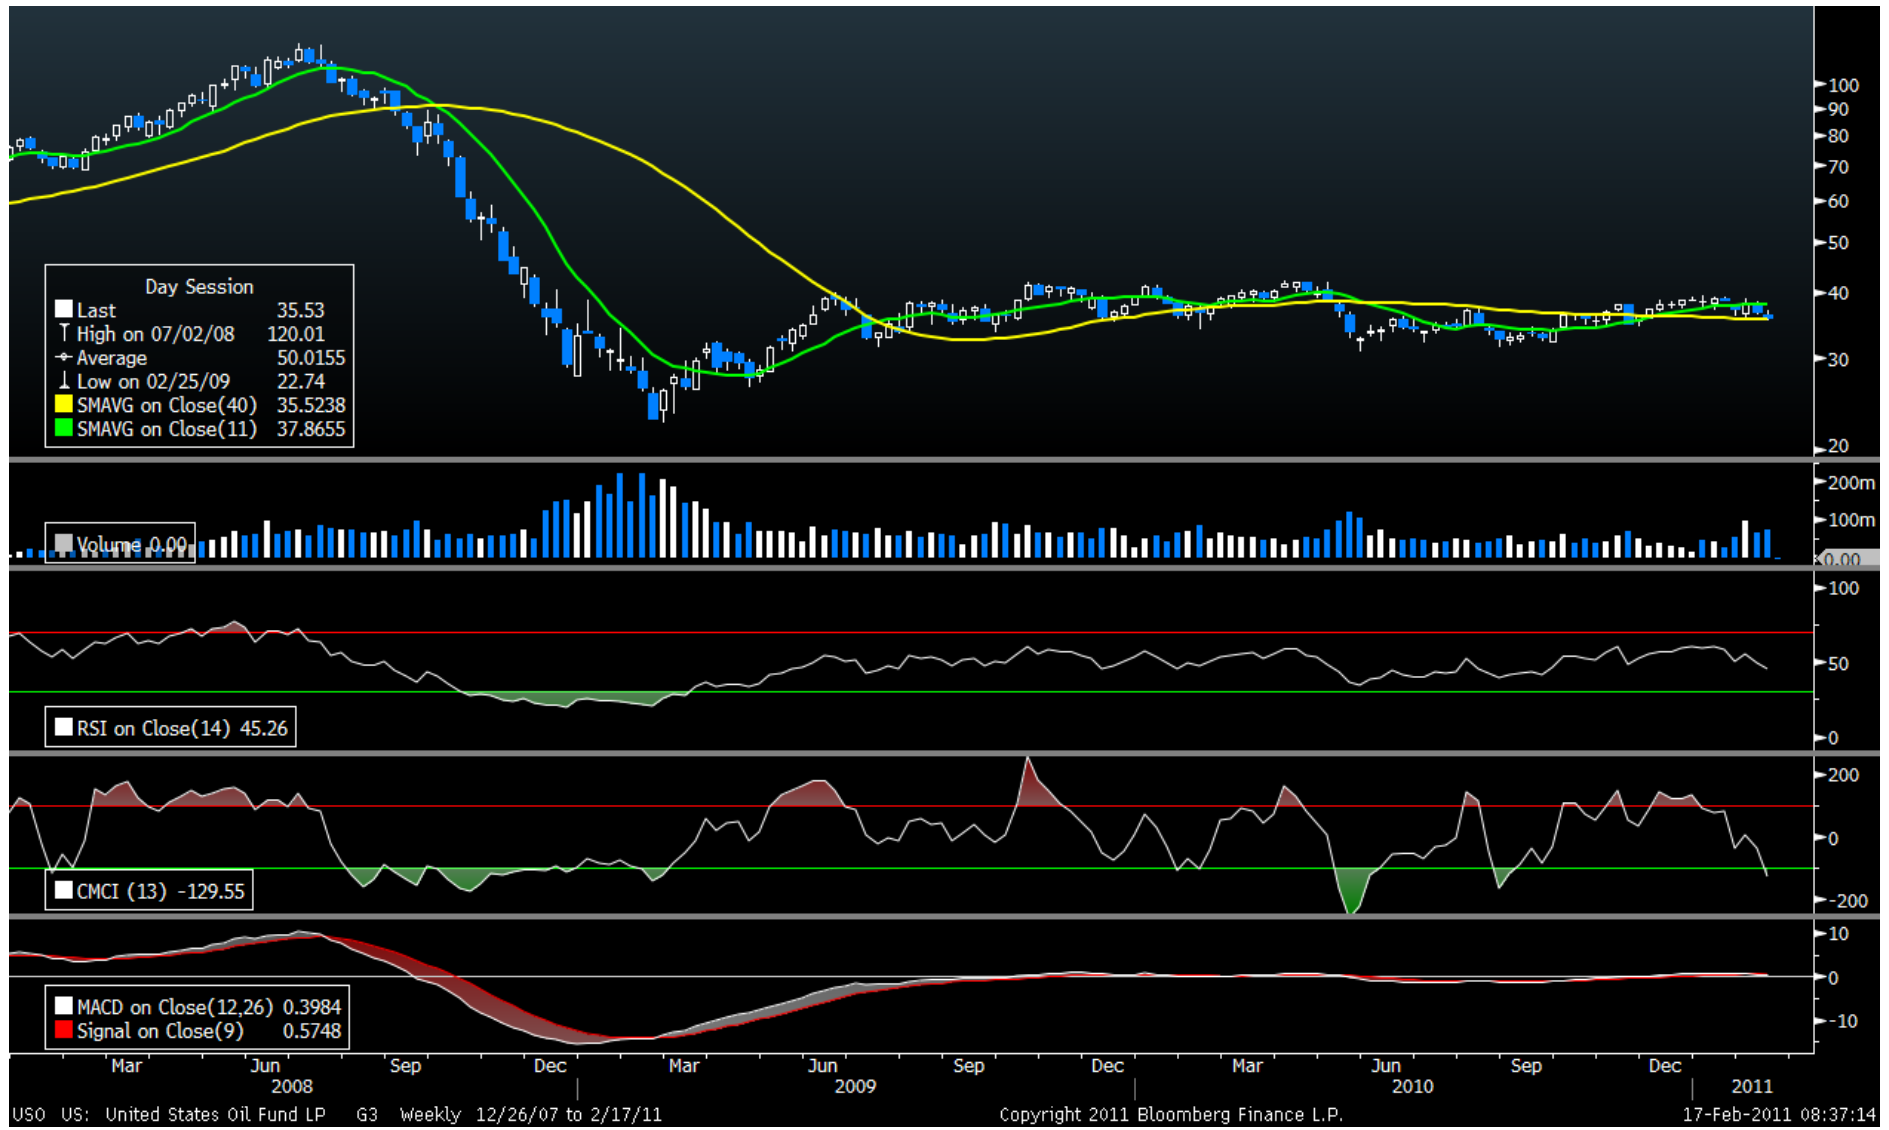 100
90
80
70
60
50
40
30
20
Day Session
Last 35.53
High on 07/02/08 120.01
Average 50.0155
Low on 02/25/09 22.74
SMAVG on Close(40) 35.5238
SMAVG on Close(11) 37.8655
200m
100m
0.00
Volume 0.00
100
50
0
RSI on Close(14) 45.26
200
0
-200
CMCI (13) -129.55
10
0
-10
MACD on Close(12,26) 0.3984
Signal on Close(9) 0.5748
Mar Jun Sep Dec Mar Jun Sep Dec Mar Jun Sep Dec
2008 2009 2010 2011
USO US: United States Oil Fund LP G3 Weekly 12/26/07 to 2/17/11 Copyright 2011 Bloomberg Finance L.P. 17-Feb-2011 08:37:14